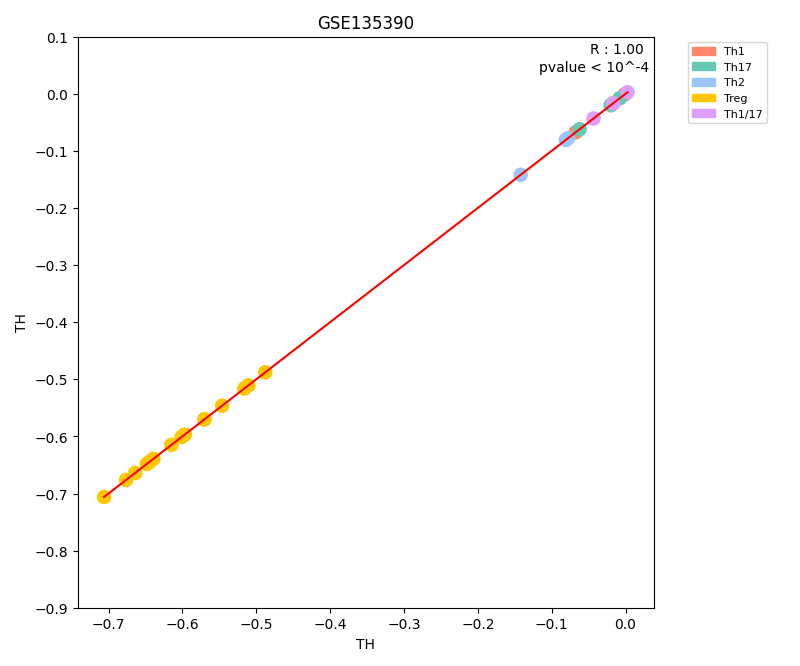 GSE135390
R : 1.00
pvalue < 10^-4
Th1
Th17
Th2
Treg
Th1/17
0.1
0.0
−0.1
−0.2
−0.3
−0.4
−0.5
−0.6
−0.7
−0.8
−0.9
TH
−0.7 −0.6 −0.5 −0.4 −0.3 −0.2 −0.1 0.0
TH